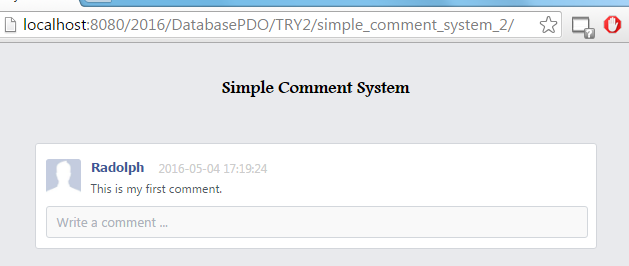 localhost:8080/2016/DatabasePDO/TRY2/simple_comment_system_2/
Simple Comment System
Radolph 2016-05-04 17:19:24
This is my first comment.
Write a comment ...